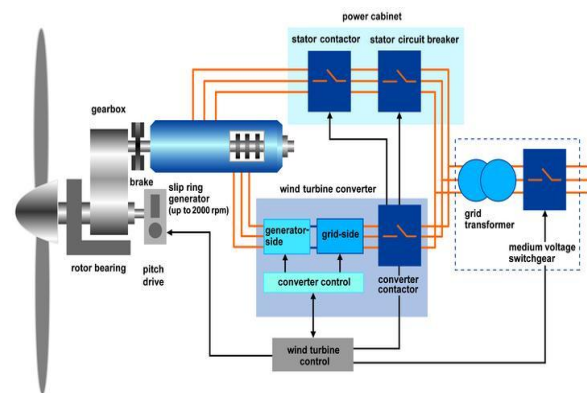 power cabinet
stator contactor
stator circuit breaker
gearbox
brake
slip ring
generator
(up to 2000 rpm)
rotor bearing
pitch
drive
wind turbine converter
generator-
side
grid-side
converter control
converter
contactor
grid
transformer
medium voltage
switchgear
wind turbine
control